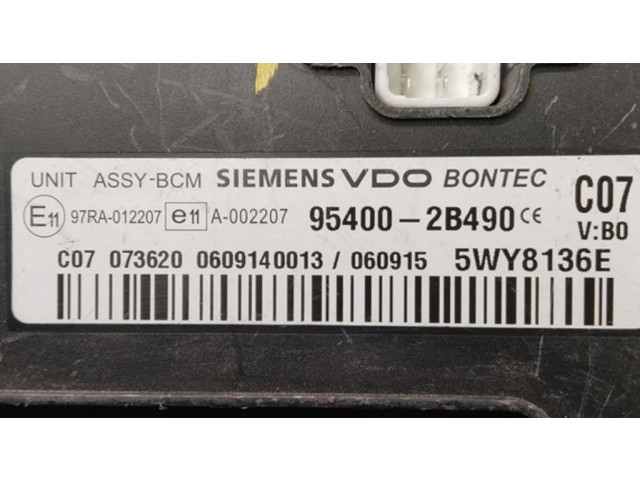 UNIT ASSY-BCM SIEMENS VDO BONTEC C07
E11 97RA-012207 e11 A-002207 95400-2B490 CE V:B0
C07 073620 0609140013 / 060915 5WY8136E